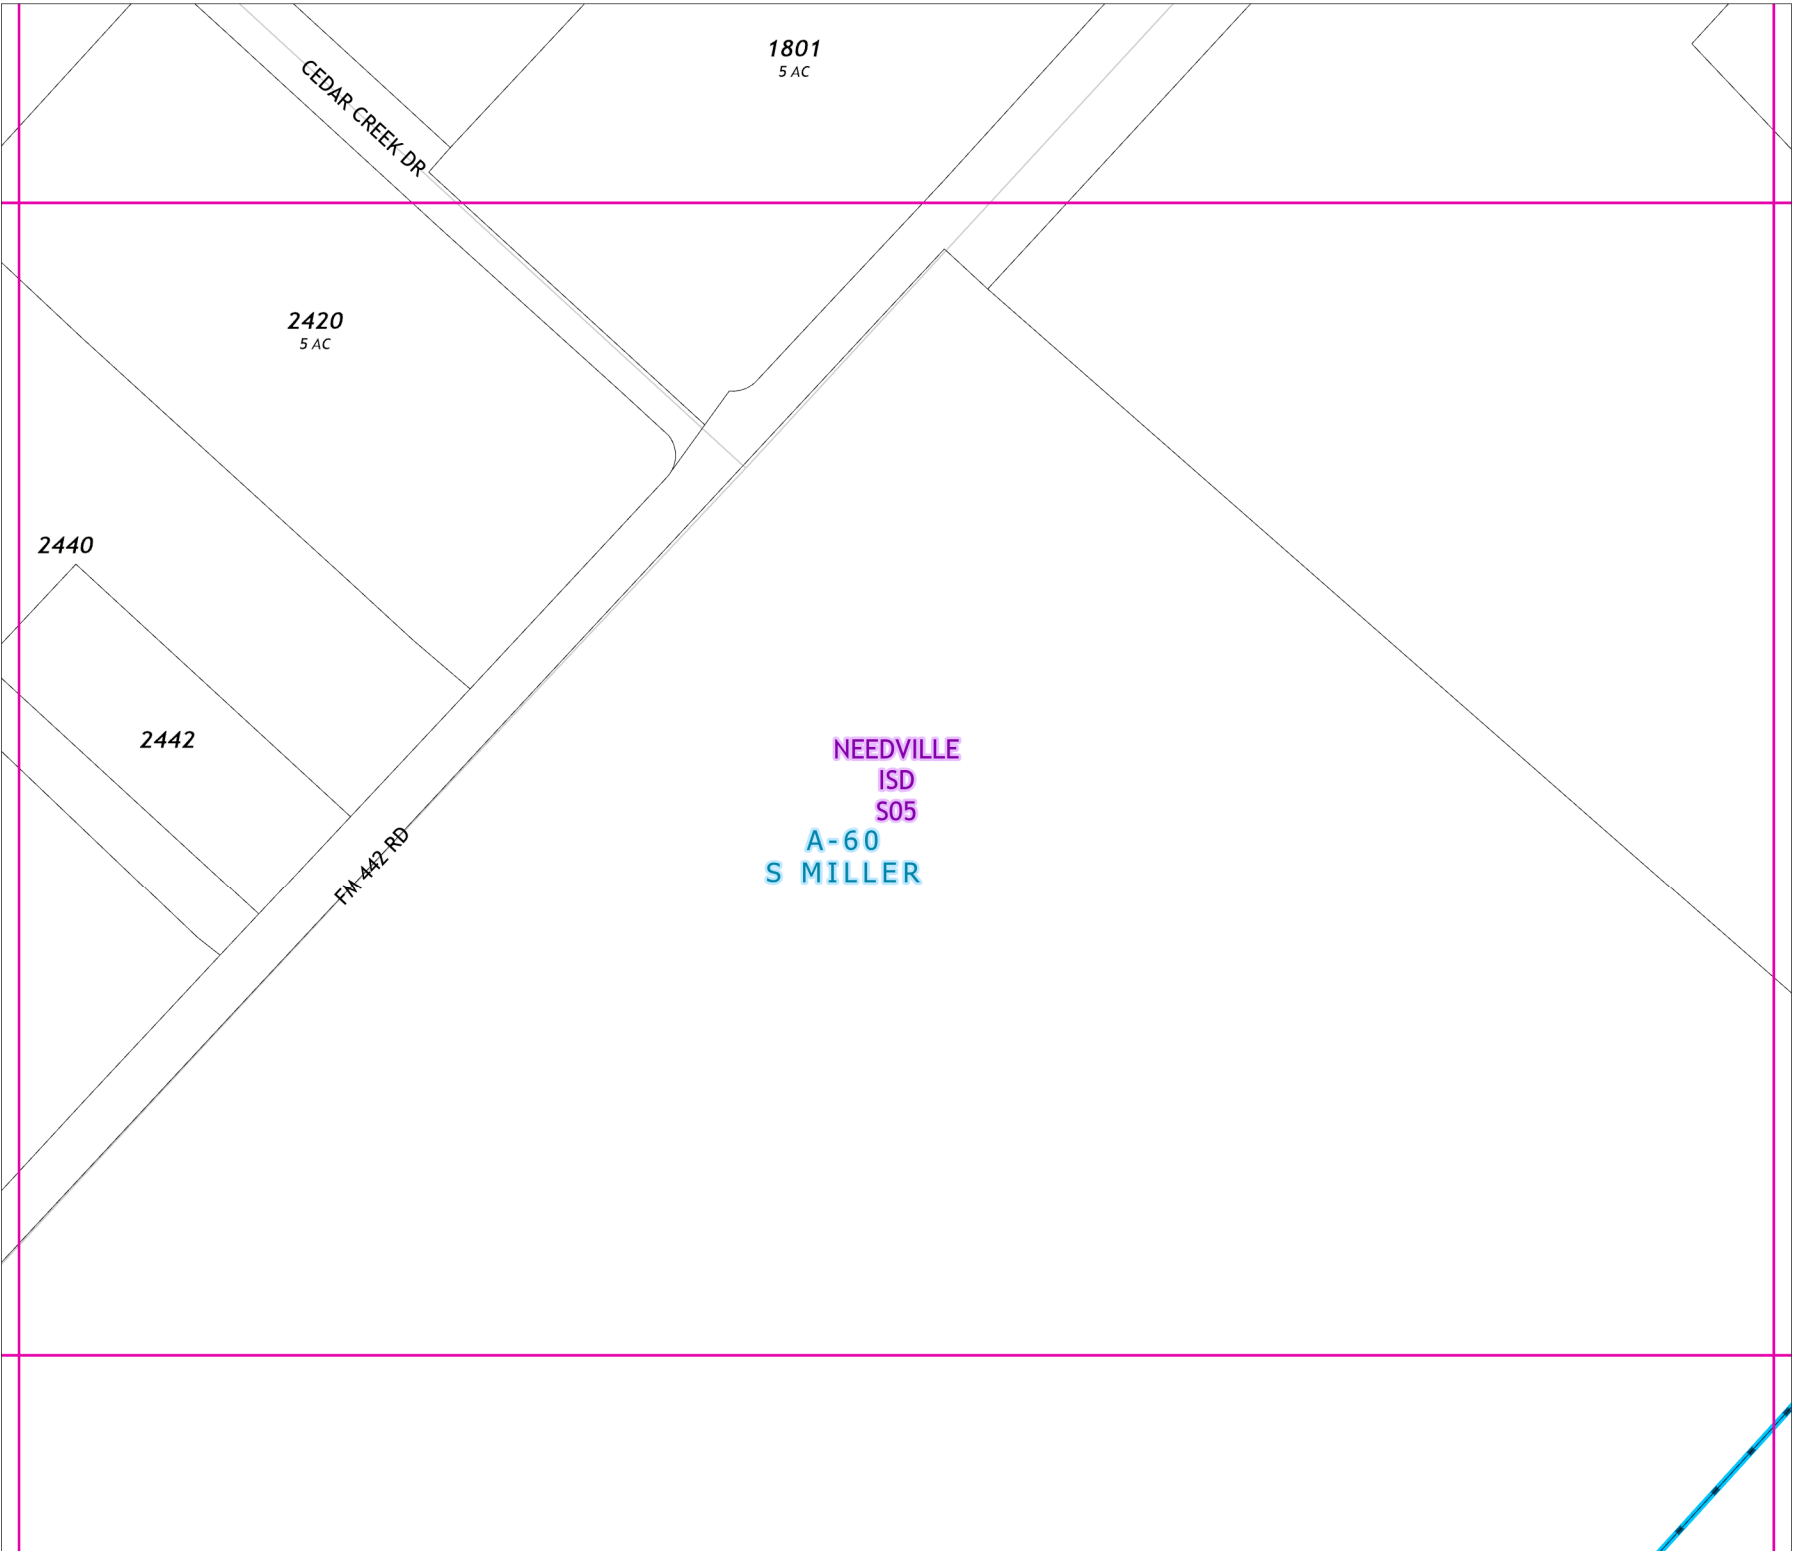 1801
5 AC
CEDAR CREEK DR
2420
5 AC
2440
2442
NEEDVILLE
ISD
S05
A-60
S MILLER
FM 442 RD